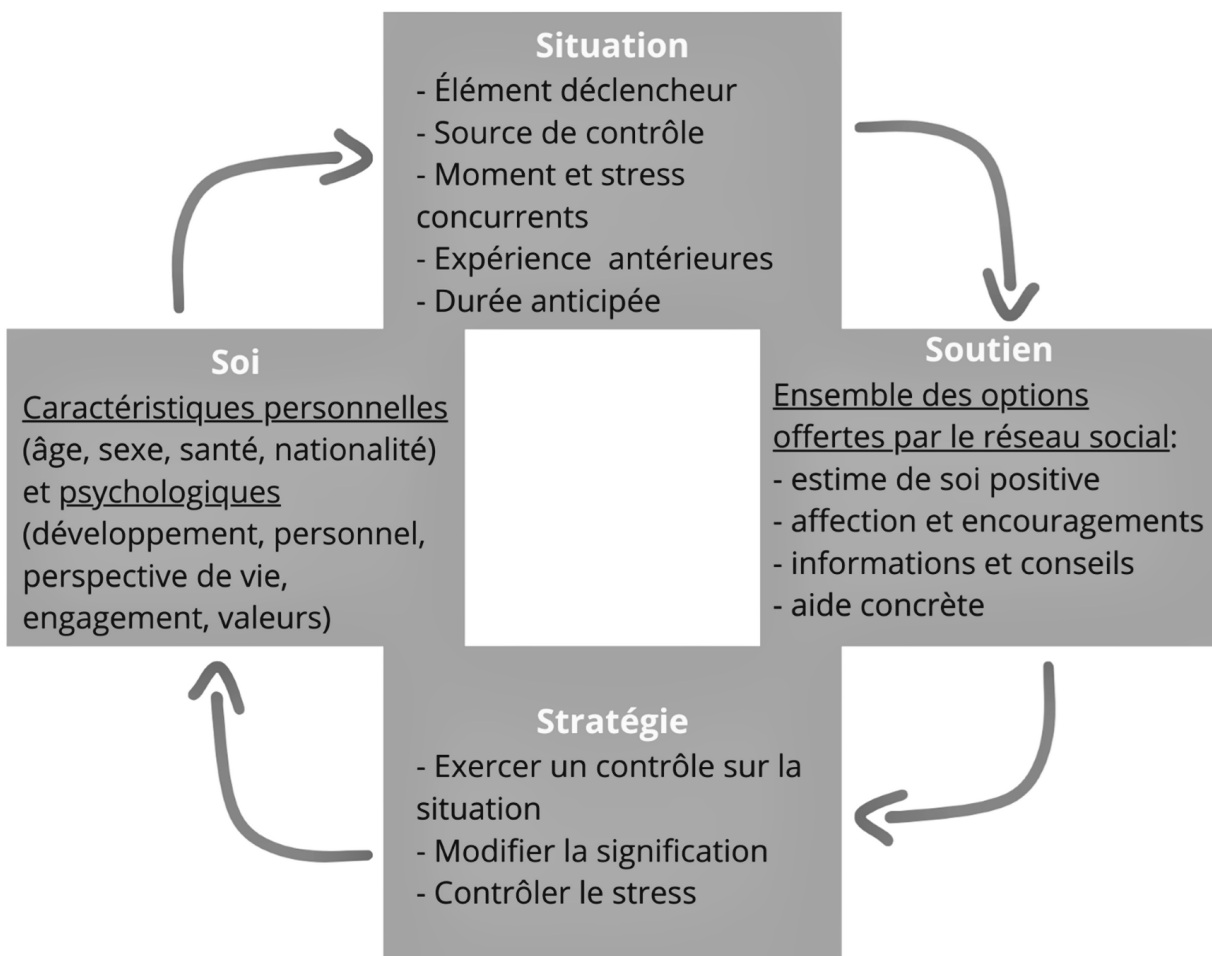 Situation
- Élément déclencheur
- Source de contrôle
- Moment et stress
concurrents
- Expérience  antérieures
- Durée anticipée
Soi
Caractéristiques personnelles
(âge, sexe, santé, nationalité)
et psychologiques
(développement, personnel,
perspective de vie,
engagement, valeurs)
Soutien
Ensemble des options
offertes par le réseau social:
- estime de soi positive
- affection et encouragements
- informations et conseils
- aide concrète
Stratégie
- Exercer un contrôle sur la
situation
- Modifier la signification
- Contrôler le stress